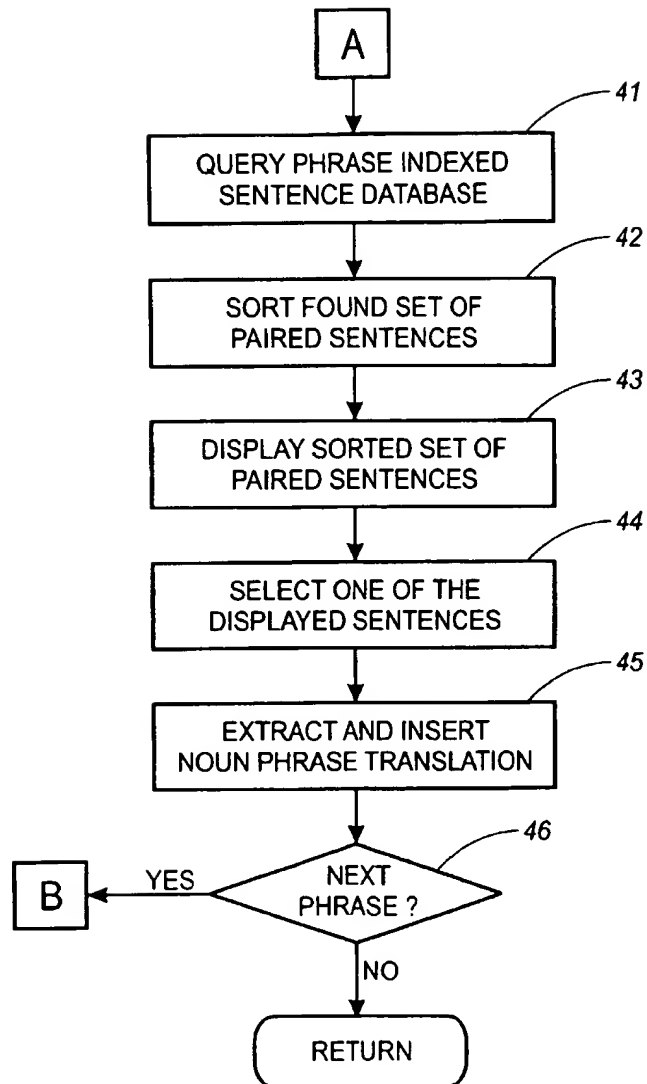 A
41
QUERY PHRASE INDEXED
SENTENCE DATABASE
42
SORT FOUND SET OF
PAIRED SENTENCES
43
DISPLAY SORTED SET OF
PAIRED SENTENCES
44
SELECT ONE OF THE
DISPLAYED SENTENCES
45
EXTRACT AND INSERT
NOUN PHRASE TRANSLATION
46
NEXT
PHRASE ?
YES
B
NO
RETURN